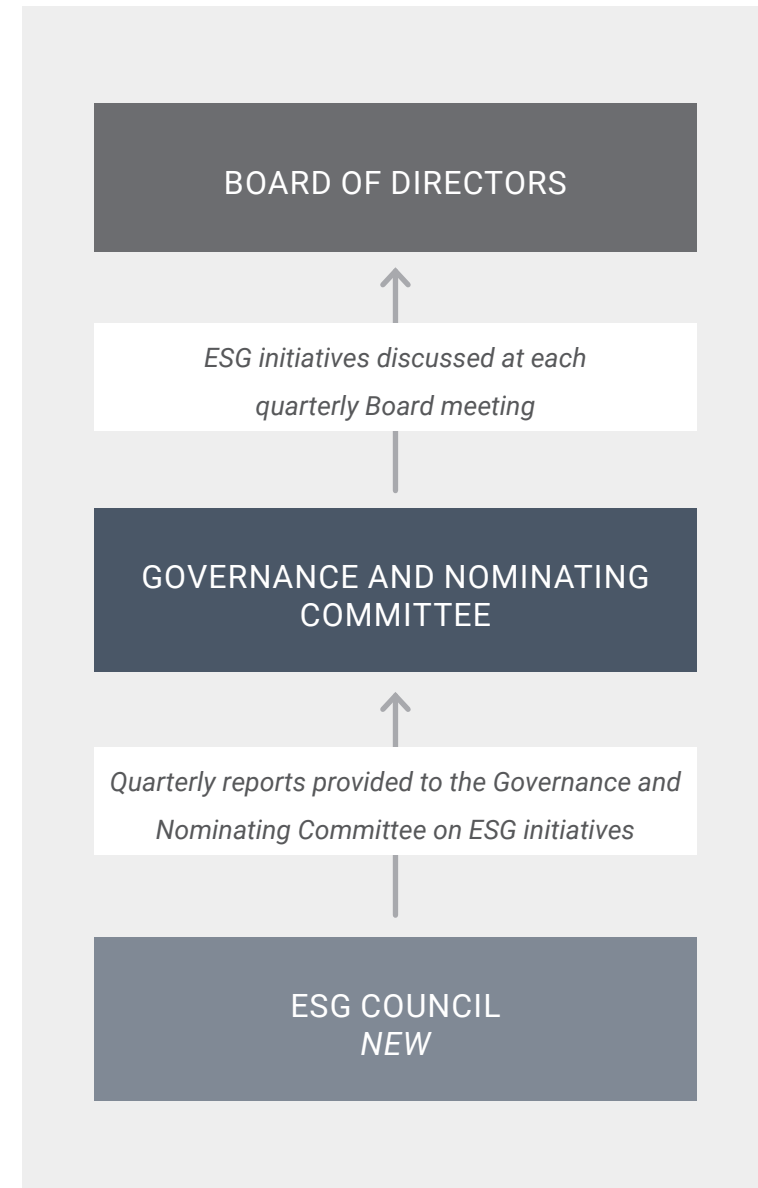 BOARD OF DIRECTORS
ESG initiatives discussed at each
quarterly Board meeting
GOVERNANCE AND NOMINATING
COMMITTEE
Quarterly reports provided to the Governance and
Nominating Committee on ESG initiatives
ESG COUNCIL
NEW